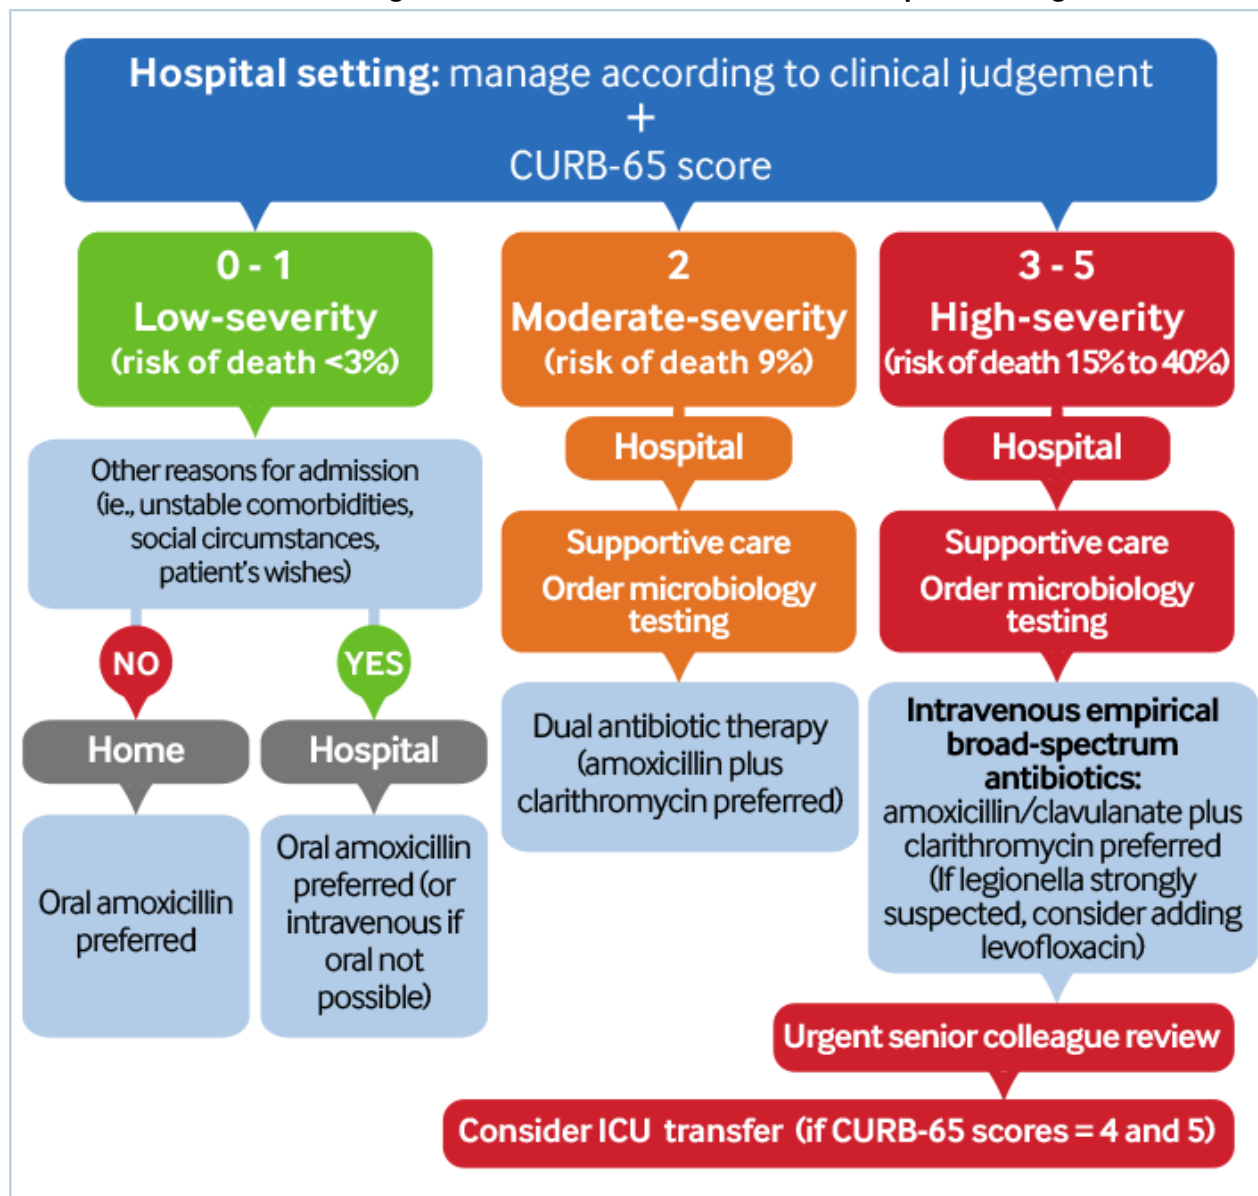 Hospital setting: manage according to clinical judgement
+
CURB-65 score
0 - 1
Low-severity
(risk of death <3%)
2
Moderate-severity
(risk of death 9%)
3 - 5
High-severity
(risk of death 15% to 40%)
Other reasons for admission
(ie., unstable comorbidities,
social circumstances,
patient's wishes)
NO
YES
Home
Hospital
Oral amoxicillin
preferred
Oral amoxicillin
preferred (or
intravenous if
oral not
possible)
Hospital
Supportive care
Order microbiology
testing
Dual antibiotic therapy
(amoxicillin plus
clarithromycin preferred)
Hospital
Supportive care
Order microbiology
testing
Intravenous empirical
broad-spectrum
antibiotics:
amoxicillin/clavulanate plus
clarithromycin preferred
(If legionella strongly
suspected, consider adding
levofloxacin)
Urgent senior colleague review
Consider ICU transfer (if CURB-65 scores = 4 and 5)